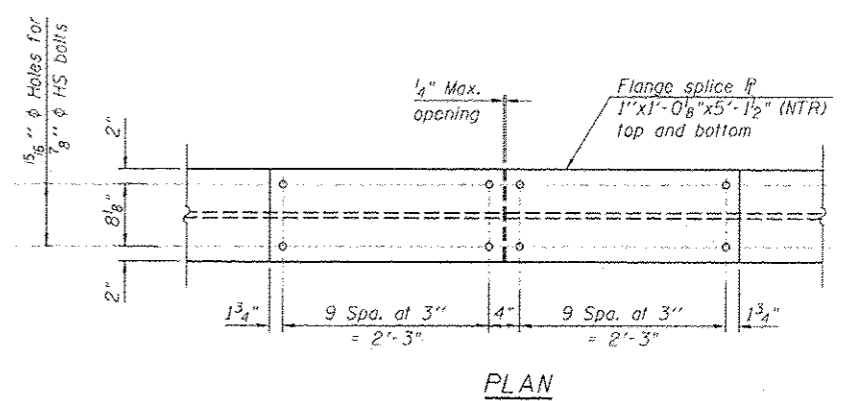 15/16" ϕ Holes for
7/8" ϕ HS bolts
1/4" Max.
opening
Flange splice ℙ
1"x1'-0 1/8"x5'-1 1/2" (NTR)
top and bottom
2"
8 1/8"
2"
1 3/4"
9 Spa. at 3"
= 2'-3"
4"
9 Spa. at 3"
= 2'-3"
1 3/4"
PLAN